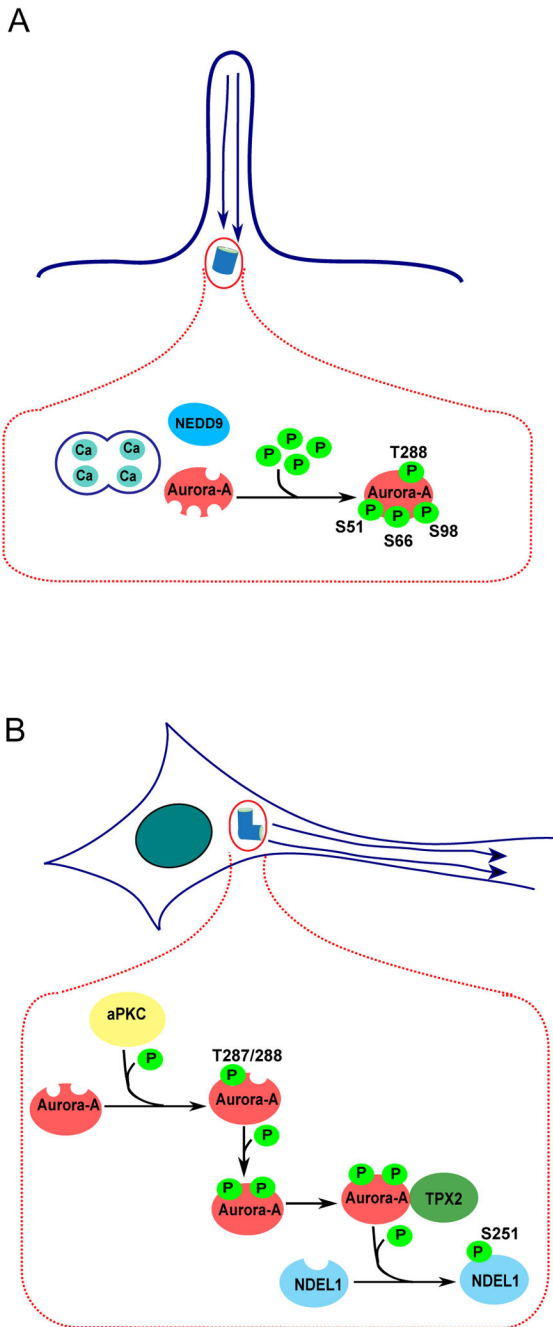 A
NEDD9
Ca
Ca
Ca
Ca
P
P
P
P
T288
P
Aurora-A
Aurora-A
P
P
P
S51
S66
S98
B
aPKC
P
T287/288
P
Aurora-A
Aurora-A
P
P
P
Aurora-A
P
P
Aurora-A
TPX2
P
S251
P
NDEL1
NDEL1